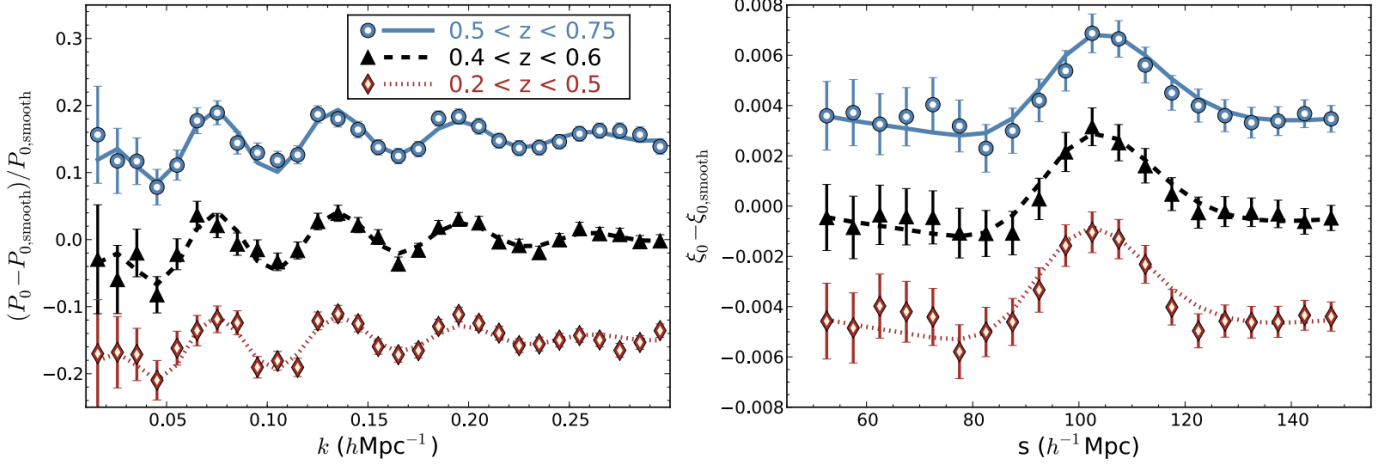 0.3
0.2
0.1
0.0
−0.1
−0.2
(P₀ − P₀,smooth)/P₀,smooth
0.5 < z < 0.75
0.4 < z < 0.6
0.2 < z < 0.5
0.05 0.10 0.15 0.20 0.25
k (hMpc⁻¹)
0.008
0.006
0.004
0.002
0.000
−0.002
−0.004
−0.006
−0.008
ξ₀ − ξ₀,smooth
60 80 100 120 140
s (h⁻¹ Mpc)